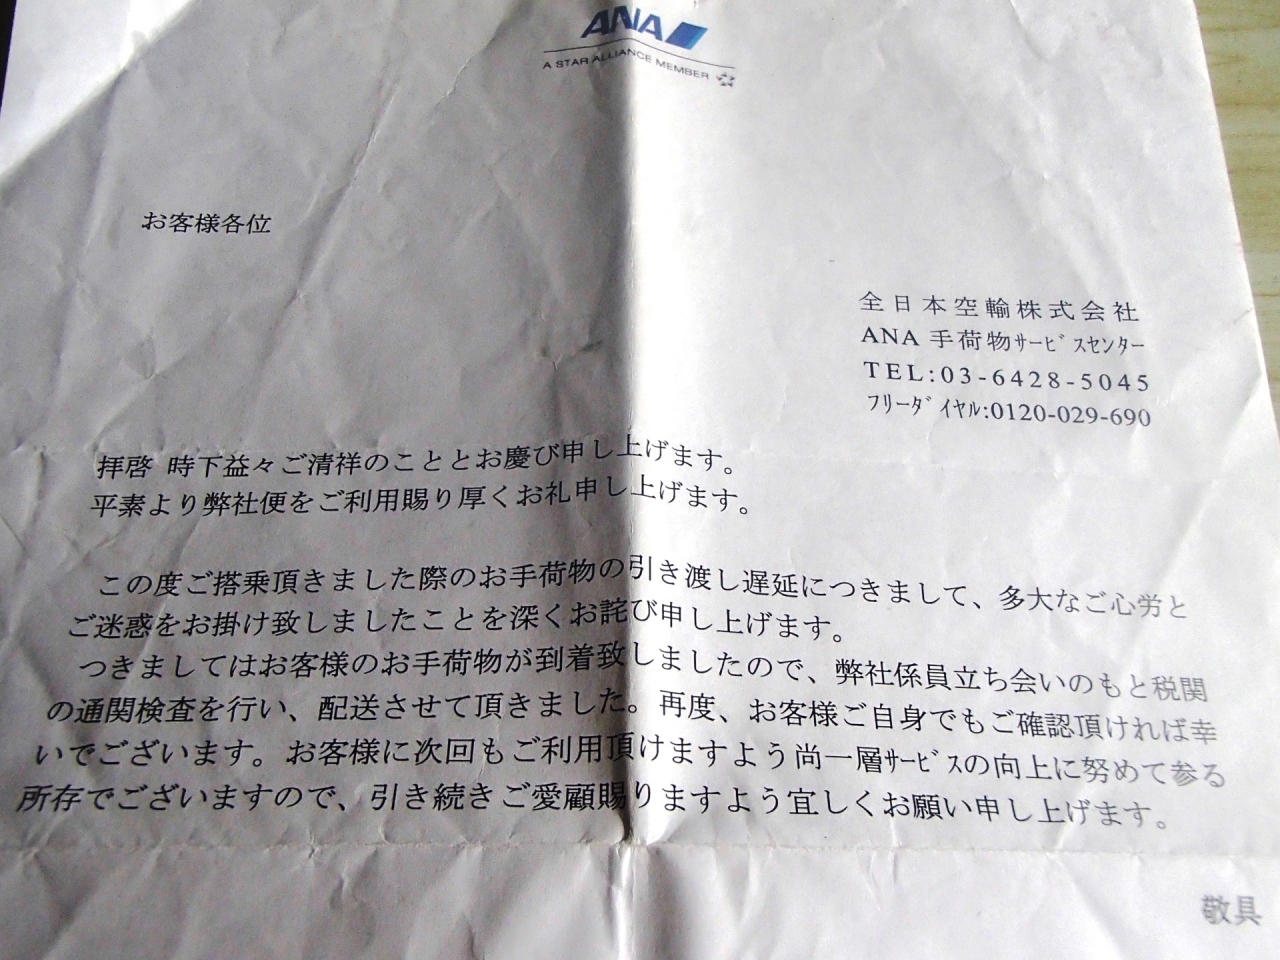 ANA
A STAR ALLIANCE MEMBER
お客様各位
全日本空輸株式会社
ANA 手荷物ｻｰﾋﾞｽｾﾝﾀｰ
TEL:03-6428-5045
ﾌﾘｰﾀﾞｲﾔﾙ:0120-029-690
拝啓 時下益々ご清祥のこととお慶び申し上げます。
平素より弊社便をご利用賜り厚くお礼申し上げます。
この度ご搭乗頂きました際のお手荷物の引き渡し遅延につきまして、多大なご心労と
ご迷惑をお掛け致しましたことを深くお詫び申し上げます。
つきましてはお客様のお手荷物が到着致しましたので、弊社係員立ち会いのもと税関
の通関検査を行い、配送させて頂きました。再度、お客様ご自身でもご確認頂ければ幸
いでございます。お客様に次回もご利用頂けますよう尚一層ｻｰﾋﾞｽの向上に努めて参る
所存でございますので、引き続きご愛顧賜りますよう宜しくお願い申し上げます。
敬具